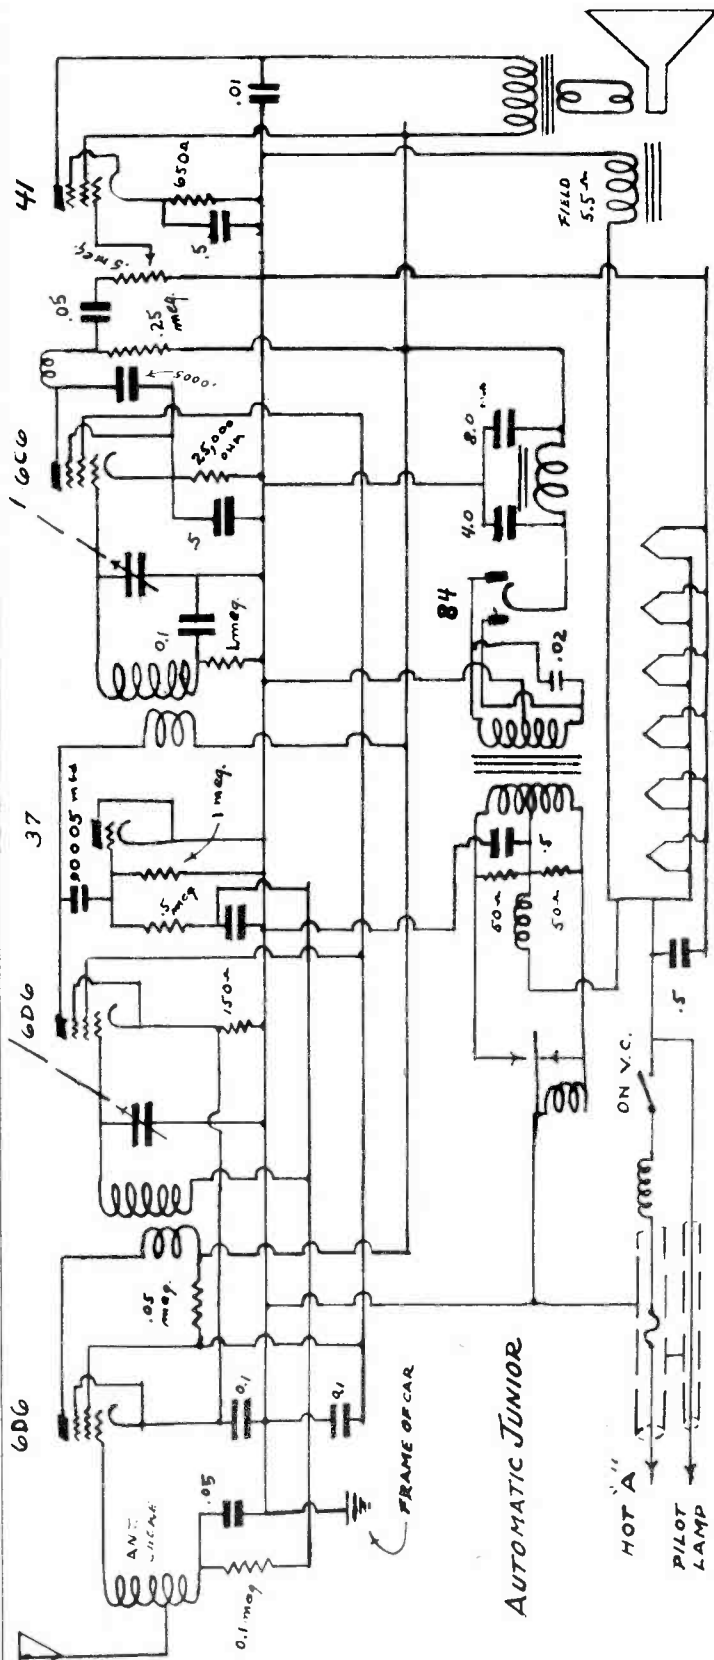 6D6
6D6
37
6C6
41
ANT
.05
0.1 meg
0.1
0.1
.05
meg.
FRAME OF CAR
150Ω
.00005 mfd
.5
meg
1 meg.
0.1
1 meg.
.5
25,000
ohm
.0005
.25
meg.
.05
.5 meg.
.5
650Ω
.01
FIELD
5.5Ω
8.0
4.0
84
.02
.5
50Ω
50Ω
.5
ON V.C.
AUTOMATIC JUNIOR
HOT "A"
PILOT
LAMP